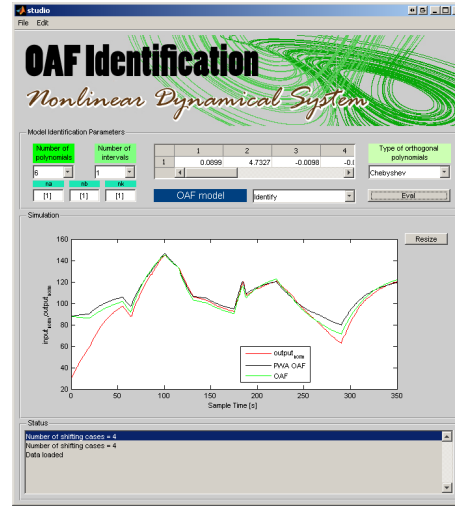 studio
File Edit
OAF Identification
Nonlinear Dynamical System
Model Identification Parameters
Number of polynomials
Number of intervals
6
1
na nb nk
[1] [1] [1]
1 2 3 4
1 0.0899 4.7327 -0.0098
OAF model
Identify
Type of orthogonal polynomials
Chebyshev
Eval
Simulation
Resize
160
140
120
100
80
60
40
20
0 50 100 150 200 250 300 350
Sample Time [s]
output
PWA OAF
OAF
Status
Number of shifting cases = 4
Number of shifting cases = 4
Data loaded